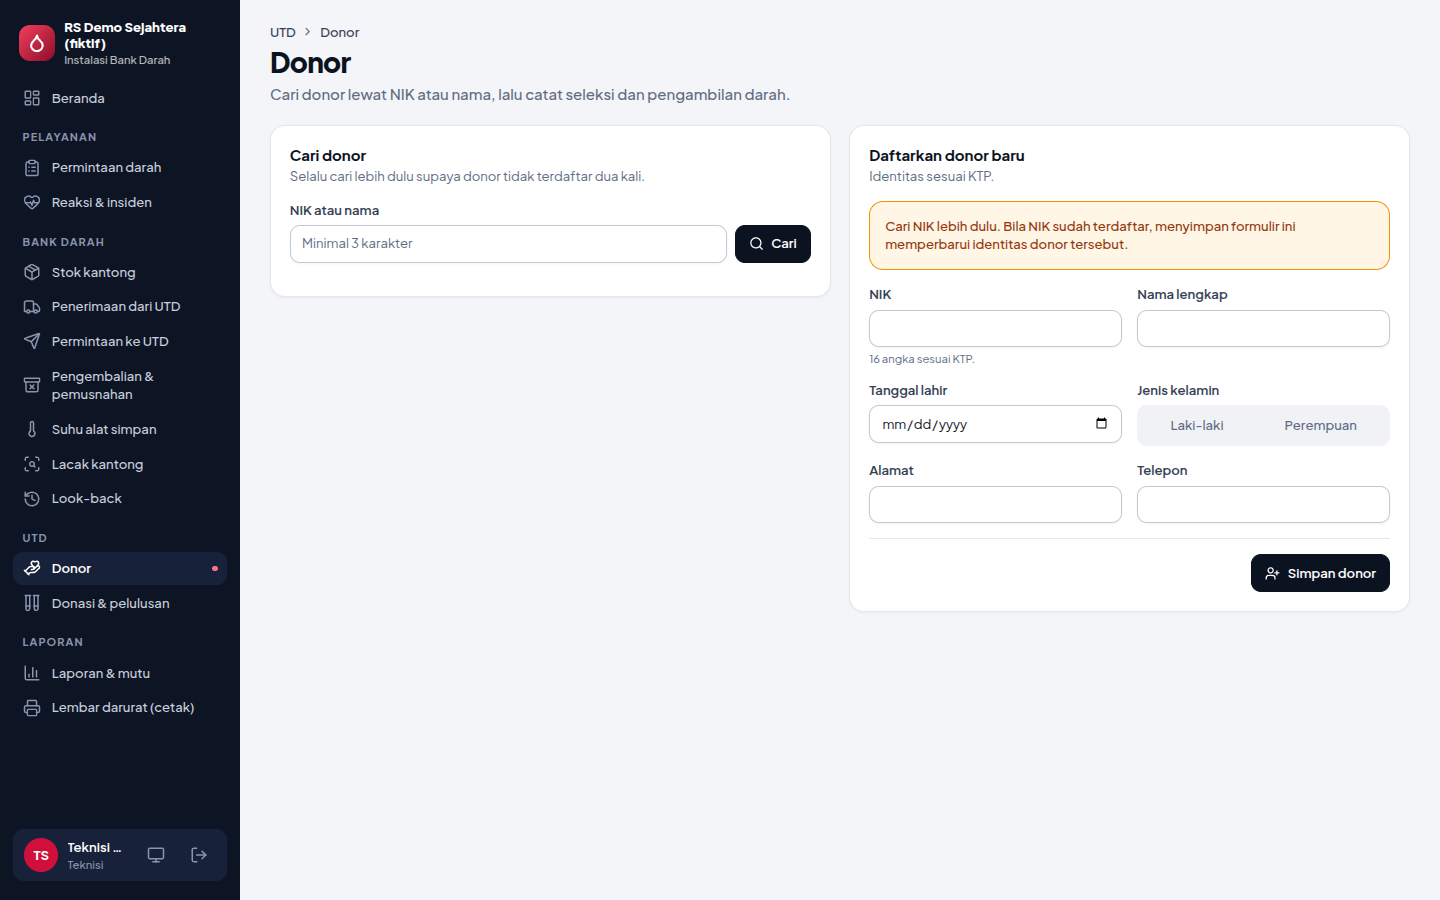 RS Demo Sejahtera
(fiktif)
Instalasi Bank Darah
Beranda
PELAYANAN
Permintaan darah
Reaksi & insiden
BANK DARAH
Stok kantong
Penerimaan dari UTD
Permintaan ke UTD
Pengembalian &
pemusnahan
Suhu alat simpan
Lacak kantong
Look-back
UTD
Donor
Donasi & pelulusan
LAPORAN
Laporan & mutu
Lembar darurat (cetak)
TS
Teknisi ...
Teknisi
UTD > Donor
Donor
Cari donor lewat NIK atau nama, lalu catat seleksi dan pengambilan darah.
Cari donor
Selalu cari lebih dulu supaya donor tidak terdaftar dua kali.
NIK atau nama
Minimal 3 karakter
Cari
Daftarkan donor baru
Identitas sesuai KTP.
Cari NIK lebih dulu. Bila NIK sudah terdaftar, menyimpan formulir ini
memperbarui identitas donor tersebut.
NIK
Nama lengkap
16 angka sesuai KTP.
Tanggal lahir
Jenis kelamin
mm/dd/yyyy
Laki-laki
Perempuan
Alamat
Telepon
Simpan donor